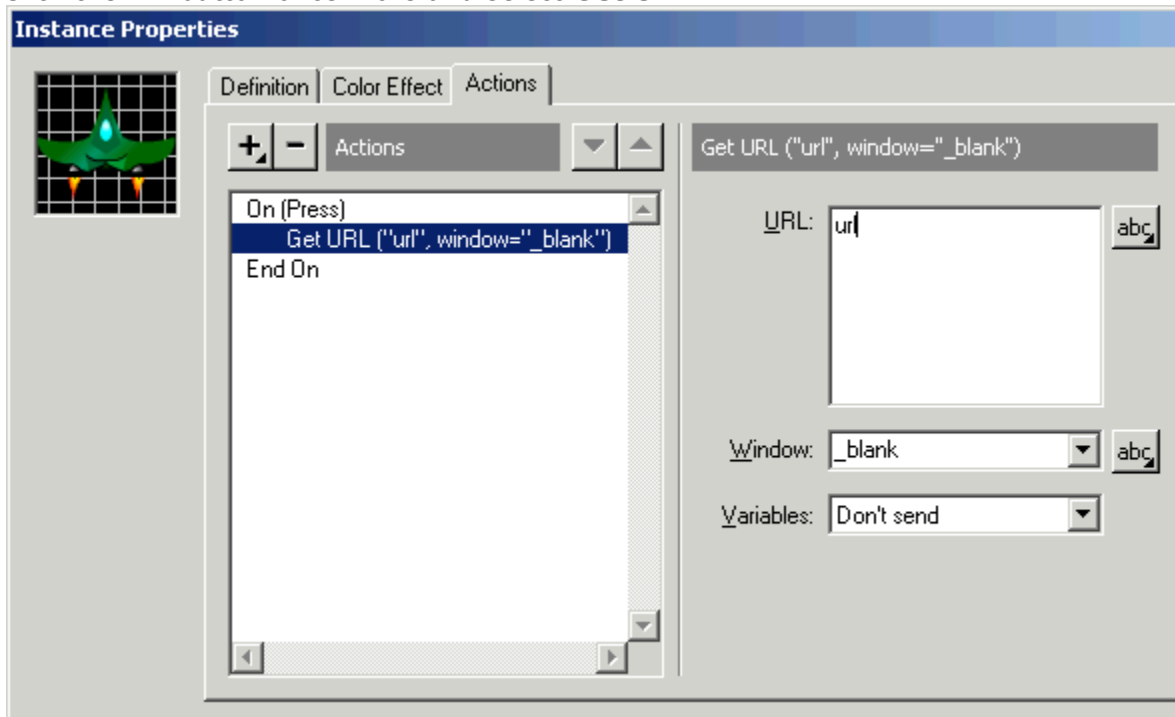 Instance Properties
Definition
Color Effect
Actions
+
-
Actions
Get URL ("url", window="_blank")
On (Press)
Get URL ("url", window="_blank")
End On
URL:
url
abc
Window:
_blank
abc
Variables:
Don't send